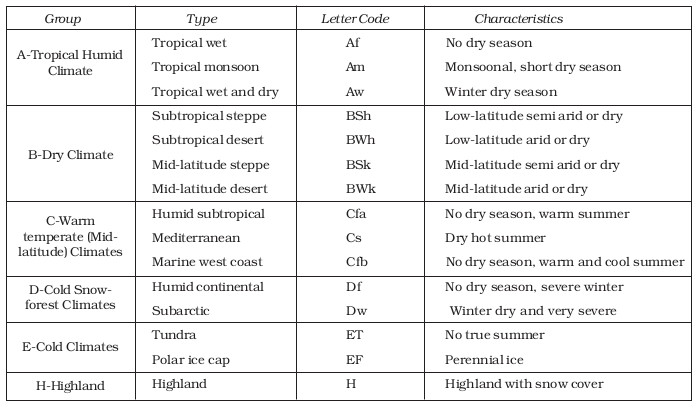 Group Type Letter Code Characteristics
A-Tropical Humid Climate
Tropical wet Af No dry season
Tropical monsoon Am Monsoonal, short dry season
Tropical wet and dry Aw Winter dry season
B-Dry Climate
Subtropical steppe BSh Low-latitude semi arid or dry
Subtropical desert BWh Low-latitude arid or dry
Mid-latitude steppe BSk Mid-latitude semi arid or dry
Mid-latitude desert BWk Mid-latitude arid or dry
C-Warm
temperate (Mid-
latitude) Climates
Humid subtropical Cfa No dry season, warm summer
Mediterranean Cs Dry hot summer
Marine west coast Cfb No dry season, warm and cool summer
D-Cold Snow-
forest Climates
Humid continental Df No dry season, severe winter
Subarctic Dw Winter dry and very severe
E-Cold Climates
Tundra ET No true summer
Polar ice cap EF Perennial ice
H-Highland Highland H Highland with snow cover